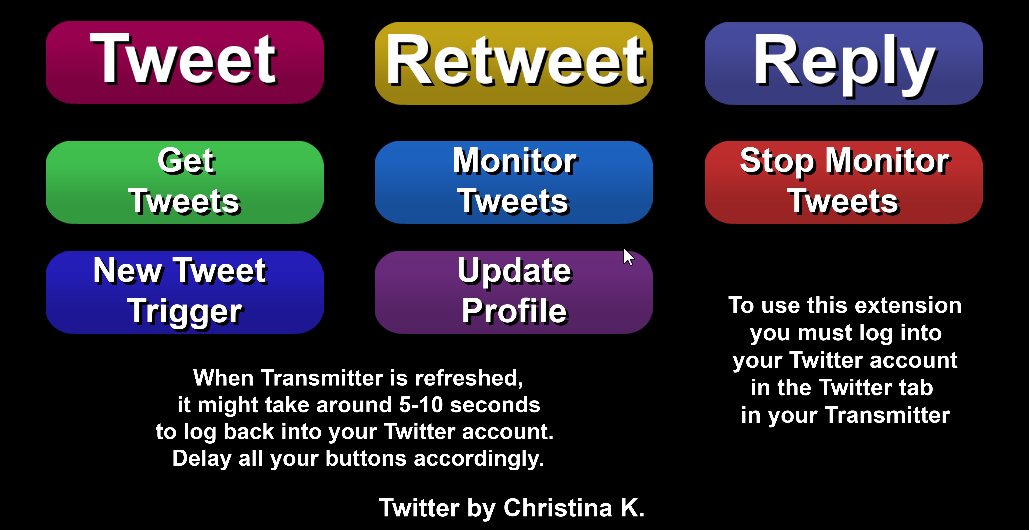 Tweet
Retweet
Reply
Get
Tweets
Monitor
Tweets
Stop Monitor
Tweets
New Tweet
Trigger
Update
Profile
To use this extension
you must log into
your Twitter account
in the Twitter tab
in your Transmitter
When Transmitter is refreshed,
it might take around 5-10 seconds
to log back into your Twitter account.
Delay all your buttons accordingly.
Twitter by Christina K.